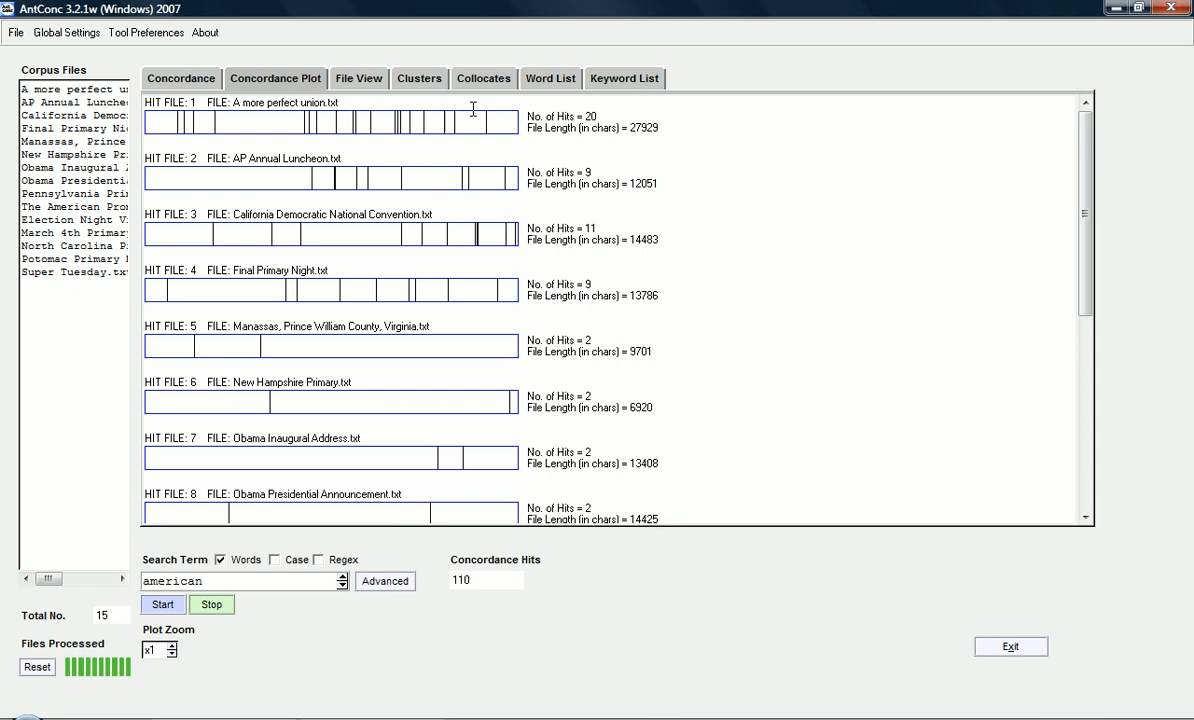 AntConc 3.2.1w (Windows) 2007
File Global Settings Tool Preferences About
Corpus Files
A more perfect
AP Annual Lunche
California Democ
Final Primary Ni
Manassas, Prince
New Hampshire Pr
Obama Inaugural
Obama Presidentia
Pennsylvania Pri
The American Pro
Election Night V
March 4th Primar
North Carolina P
Potomac Primary
Super Tuesday.tx
Concordance Concordance Plot File View Clusters Collocates Word List Keyword List
HIT FILE: 1 FILE: A more perfect union.txt
No. of Hits = 20
File Length (in chars) = 27929
HIT FILE: 2 FILE: AP Annual Luncheon.txt
No. of Hits = 9
File Length (in chars) = 12051
HIT FILE: 3 FILE: California Democratic National Convention.txt
No. of Hits = 11
File Length (in chars) = 14483
HIT FILE: 4 FILE: Final Primary Night.txt
No. of Hits = 9
File Length (in chars) = 13786
HIT FILE: 5 FILE: Manassas, Prince William County, Virginia.txt
No. of Hits = 2
File Length (in chars) = 9701
HIT FILE: 6 FILE: New Hampshire Primary.txt
No. of Hits = 2
File Length (in chars) = 6920
HIT FILE: 7 FILE: Obama Inaugural Address.txt
No. of Hits = 2
File Length (in chars) = 13408
HIT FILE: 8 FILE: Obama Presidential Announcement.txt
No. of Hits = 2
File Length (in chars) = 14425
Search Term Words Case Regex
Concordance Hits
american
Advanced
110
Start Stop
Total No. 15
Plot Zoom
Files Processed
x1
Exit
Reset